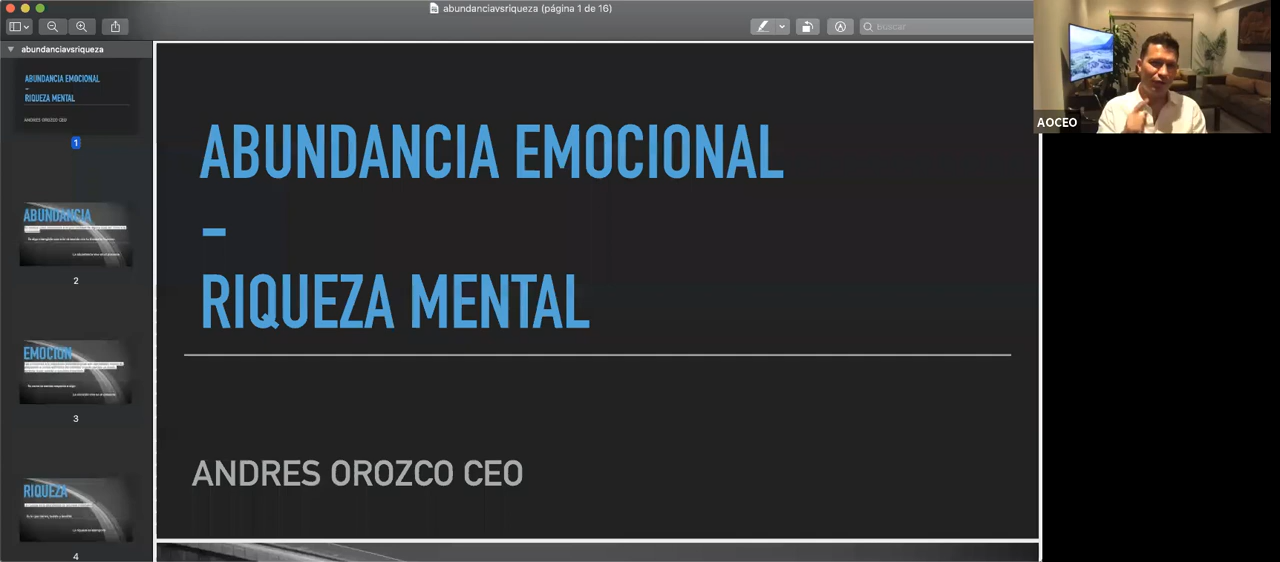 abundanciavsriqueza (página 1 de 16)
buscar
abundanciavsriqueza
ABUNDANCIA EMOCIONAL
–
RIQUEZA MENTAL
ANDRES OROZCO CEO
1
ABUNDANCIA
2
EMOCION
3
RIQUEZA
4
ABUNDANCIA EMOCIONAL
–
RIQUEZA MENTAL
ANDRES OROZCO CEO
AOCEO